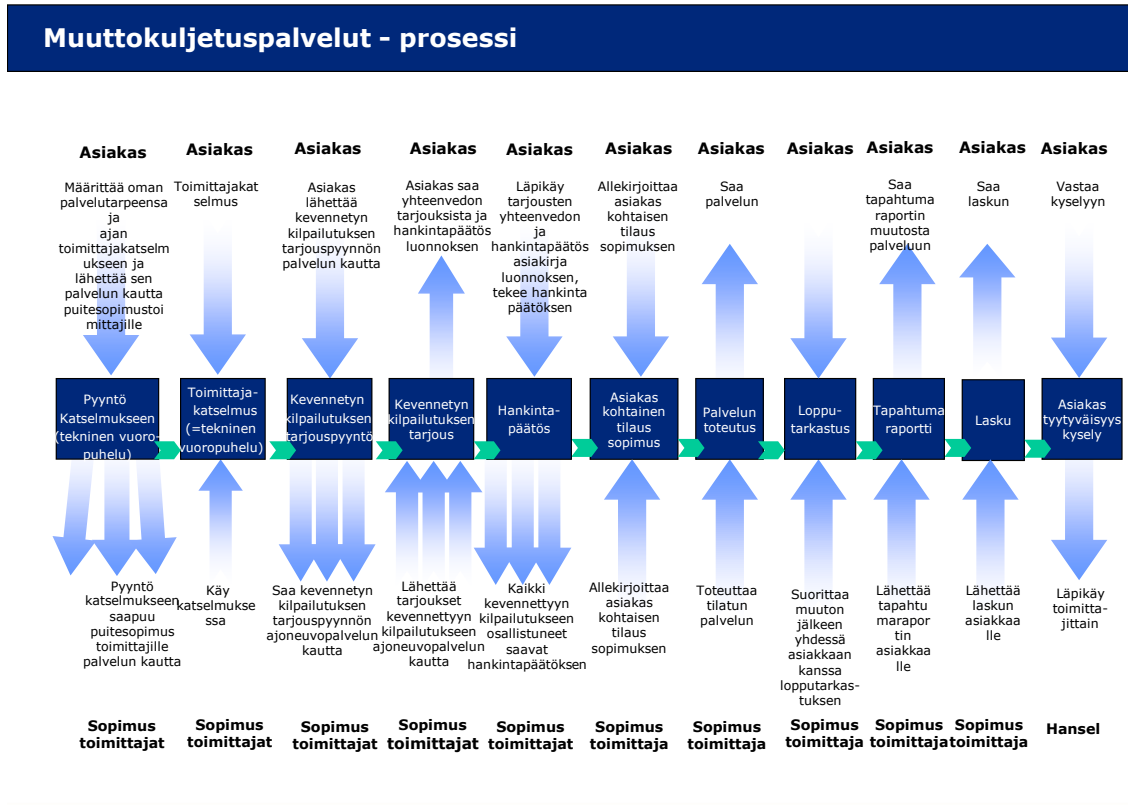 Muuttokuljetuspalvelut - prosessi
Asiakas
Määrittää oman
palvelutarpeensa
ja
ajan
toimittajakatselm
ukseen ja
lähettää sen
palvelun kautta
puitesopimustoi
mittajille
Asiakas
Toimittajakat
selmus
Asiakas
Asiakas
lähettää
kevennetyn
kilpailutuksen
tarjouspyynnön
palvelun kautta
Asiakas
Asiakas saa
yhteenvedon
tarjouksista ja
hankintapäätös
luonnoksen
Asiakas
Läpikäy
tarjousten
yhteenvedon
ja
hankintapäätös
asiakirja
luonnoksen,
tekee hankinta
päätöksen
Asiakas
Allekirjoittaa
asiakas
kohtaisen
tilaus
sopimuksen
Asiakas
Saa
palvelun
Asiakas
Asiakas
Saa
tapahtuma
raportin
muutosta
palveluun
Asiakas
Saa
laskun
Asiakas
Vastaa
kyselyyn
Pyyntö
Katselmukseen
(tekninen vuoro-
puhelu)
Toimittaja-
katselmus
(=tekninen
vuoropuhelu)
Kevennetyn
kilpailutuksen
tarjouspyyntö
Kevennetyn
kilpailutuksen
tarjous
Hankinta-
päätös
Asiakas
kohtainen
tilaus
sopimus
Palvelun
toteutus
Loppu-
tarkastus
Tapahtuma
raportti
Lasku
Asiakas
tyytyväisyys
kysely
Pyyntö
katselmukseen
saapuu
puitesopimus
toimittajille
palvelun kautta
Käy
katselmukse
ssa
Saa kevennetyn
kilpailutuksen
tarjouspyynnön
ajoneuvopalvelun
kautta
Lähettää
tarjoukset
kevennettyyn
kilpailutukseen
ajoneuvopalvelun
kautta
Kaikki
kevennettyyn
kilpailutukseen
osallistuneet
saavat
hankintapäätöksen
Allekirjoittaa
asiakas
kohtaisen
tilaus
sopimuksen
Toteuttaa
tilatun
palvelun
Suorittaa
muuton
jälkeen
yhdessä
asiakkaan
kanssa
lopputarkas-
tuksen
Lähettää
tapahtu
marapor
tin
asiakkaa
lle
Lähettää
laskun
asiakkaa
lle
Läpikäy
toimitta-
jittain
Sopimus
toimittajat
Sopimus
toimittajat
Sopimus
toimittajat
Sopimus
toimittajat
Sopimus
toimittajat
Sopimus
toimittaja
Sopimus
toimittaja
Sopimus
toimittaja
Sopimus
toimittaja
Sopimus
toimittaja
Hansel